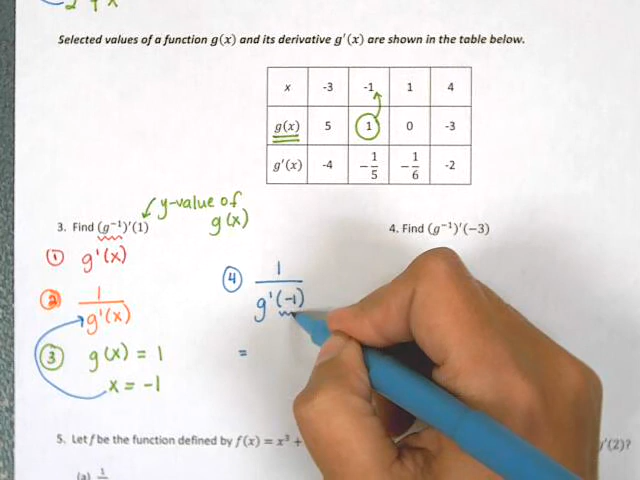 Selected values of a function g(x) and its derivative g'(x) are shown in the table below.
x -3 -1 1 4
g(x) 5 1 0 -3
g'(x) -4 -1/5 -1/6 -2
y-value of
g(x)
3. Find (g⁻¹)'(1)
① g'(x)
② 1/g'(x)
③ g(x) = 1
x = -1
④ 1/g'(-1)
=
4. Find (g⁻¹)'(-3)
5. Let f be the function defined by f(x) = x³ +
'(2)?
(a) 1